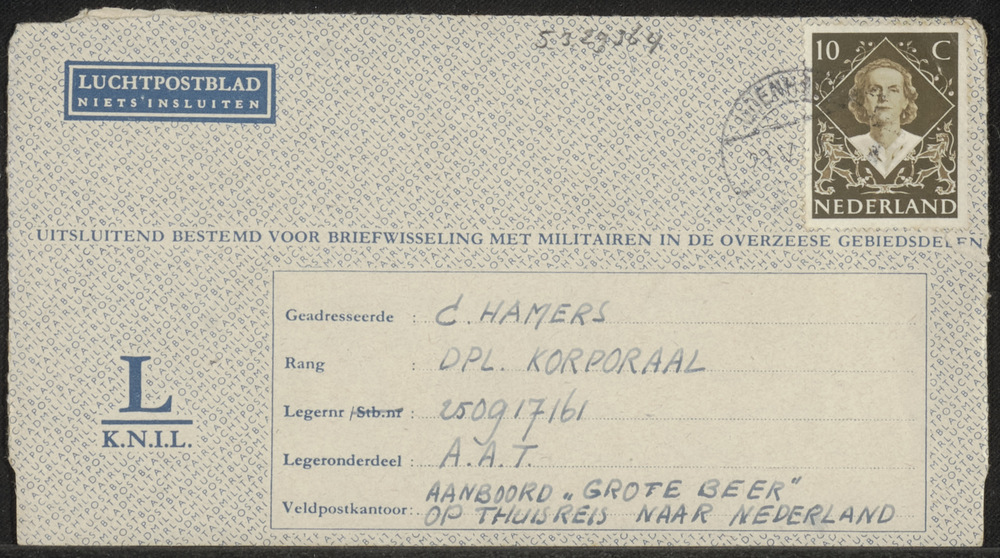 5329364
LUCHTPOSTBLAD
NIETS INSLUITEN
10 C
NEDERLAND
UITSLUITEND BESTEMD VOOR BRIEFWISSELING MET MILITAIREN IN DE OVERZEESE GEBIEDSDELEN
Geadresseerde : C. HAMERS
Rang : DPL. KORPORAAL
Legernr /Stb.nr : 250917161
Legeronderdeel : A.A.T.
Veldpostkantoor: AANBOORD „GROTE BEER"
OP THUISREIS NAAR NEDERLAND
L
K.N.I.L.